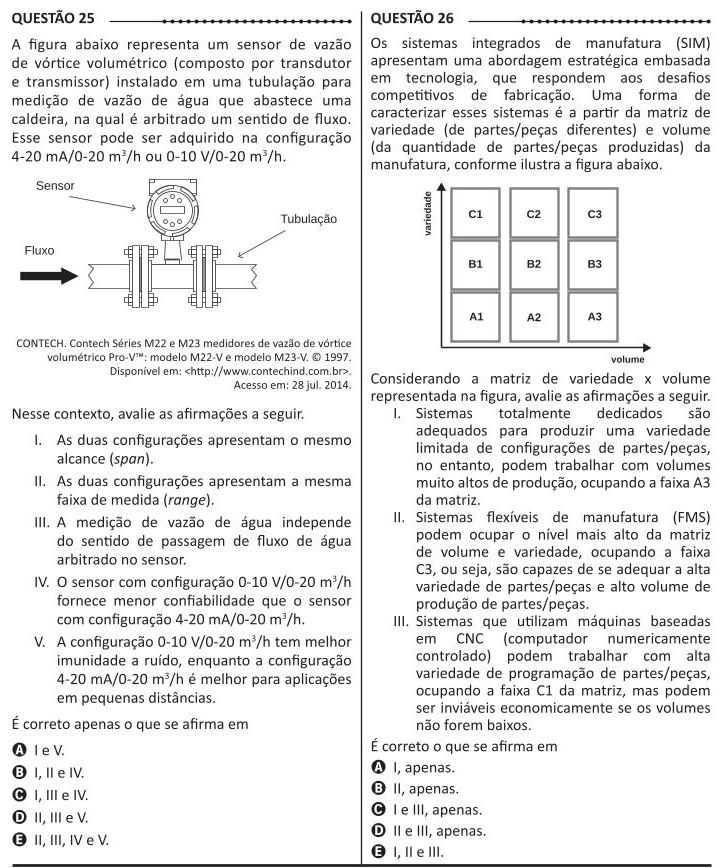 QUESTÃO 25
A figura abaixo representa um sensor de vazão
de vórtice volumétrico (composto por transdutor
e transmissor) instalado em uma tubulação para
medição de vazão de água que abastece uma
caldeira, na qual é arbitrado um sentido de fluxo.
Esse sensor pode ser adquirido na configuração
4-20 mA/0-20 m³/h ou 0-10 V/0-20 m³/h.
Sensor
Tubulação
Fluxo
CONTECH. Contech Séries M22 e M23 medidores de vazão de vórtice
volumétrico Pro-V™: modelo M22-V e modelo M23-V. © 1997.
Disponível em: <http://www.contechind.com.br>.
Acesso em: 28 jul. 2014.
Nesse contexto, avalie as afirmações a seguir.
I. As duas configurações apresentam o mesmo
alcance (span).
II. As duas configurações apresentam a mesma
faixa de medida (range).
III. A medição de vazão de água independe
do sentido de passagem de fluxo de água
arbitrado no sensor.
IV. O sensor com configuração 0-10 V/0-20 m³/h
fornece menor confiabilidade que o sensor
com configuração 4-20 mA/0-20 m³/h.
V. A configuração 0-10 V/0-20 m³/h tem melhor
imunidade a ruído, enquanto a configuração
4-20 mA/0-20 m³/h é melhor para aplicações
em pequenas distâncias.
É correto apenas o que se afirma em
A I e V.
B I, II e IV.
C I, III e IV.
D II, III e V.
E II, III, IV e V.
QUESTÃO 26
Os sistemas integrados de manufatura (SIM)
apresentam uma abordagem estratégica embasada
em tecnologia, que respondem aos desafios
competitivos de fabricação. Uma forma de
caracterizar esses sistemas é a partir da matriz de
variedade (de partes/peças diferentes) e volume
(da quantidade de partes/peças produzidas) da
manufatura, conforme ilustra a figura abaixo.
variedade
C1 C2 C3
B1 B2 B3
A1 A2 A3
volume
Considerando a matriz de variedade x volume
representada na figura, avalie as afirmações a seguir.
I. Sistemas totalmente dedicados são
adequados para produzir uma variedade
limitada de configurações de partes/peças,
no entanto, podem trabalhar com volumes
muito altos de produção, ocupando a faixa A3
da matriz.
II. Sistemas flexíveis de manufatura (FMS)
podem ocupar o nível mais alto da matriz
de volume e variedade, ocupando a faixa
C3, ou seja, são capazes de se adequar a alta
variedade de partes/peças e alto volume de
produção de partes/peças.
III. Sistemas que utilizam máquinas baseadas
em CNC (computador numericamente
controlado) podem trabalhar com alta
variedade de programação de partes/peças,
ocupando a faixa C1 da matriz, mas podem
ser inviáveis economicamente se os volumes
não forem baixos.
É correto o que se afirma em
A I, apenas.
B II, apenas.
C I e III, apenas.
D II e III, apenas.
E I, II e III.